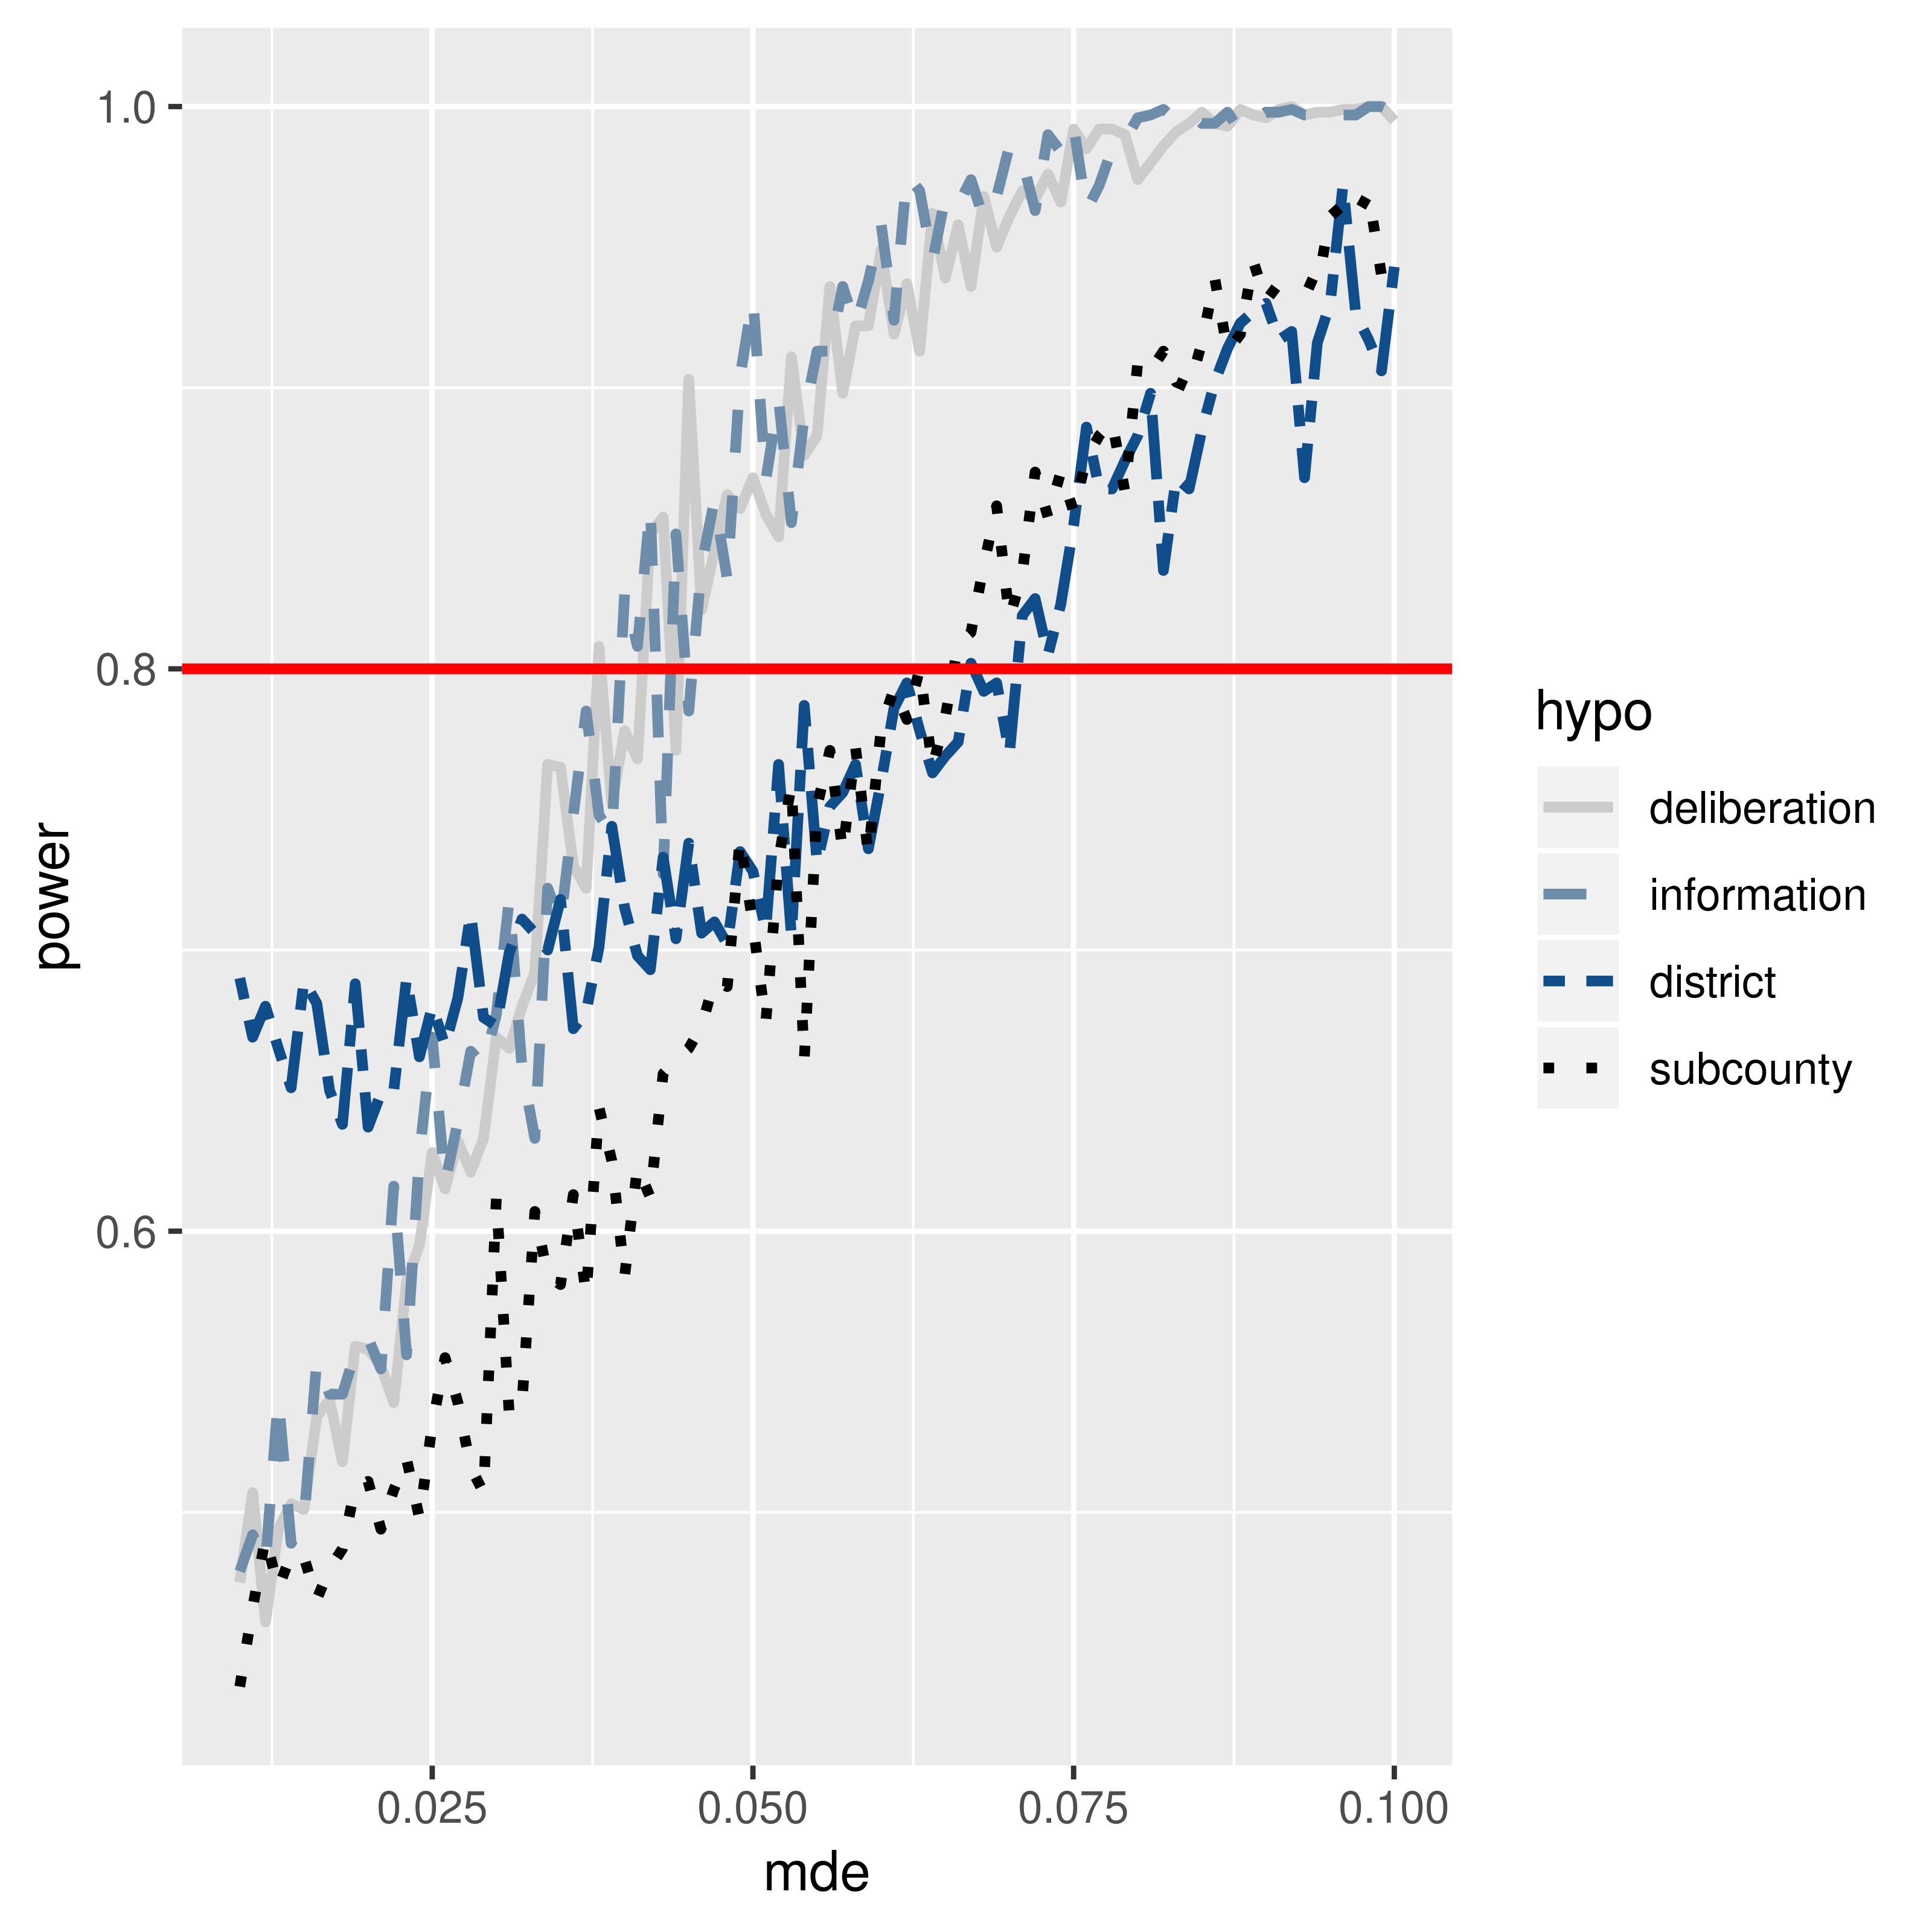 1.0
0.8
0.6
power
0.025
0.050
0.075
0.100
mde
hypo
deliberation
information
district
subcounty